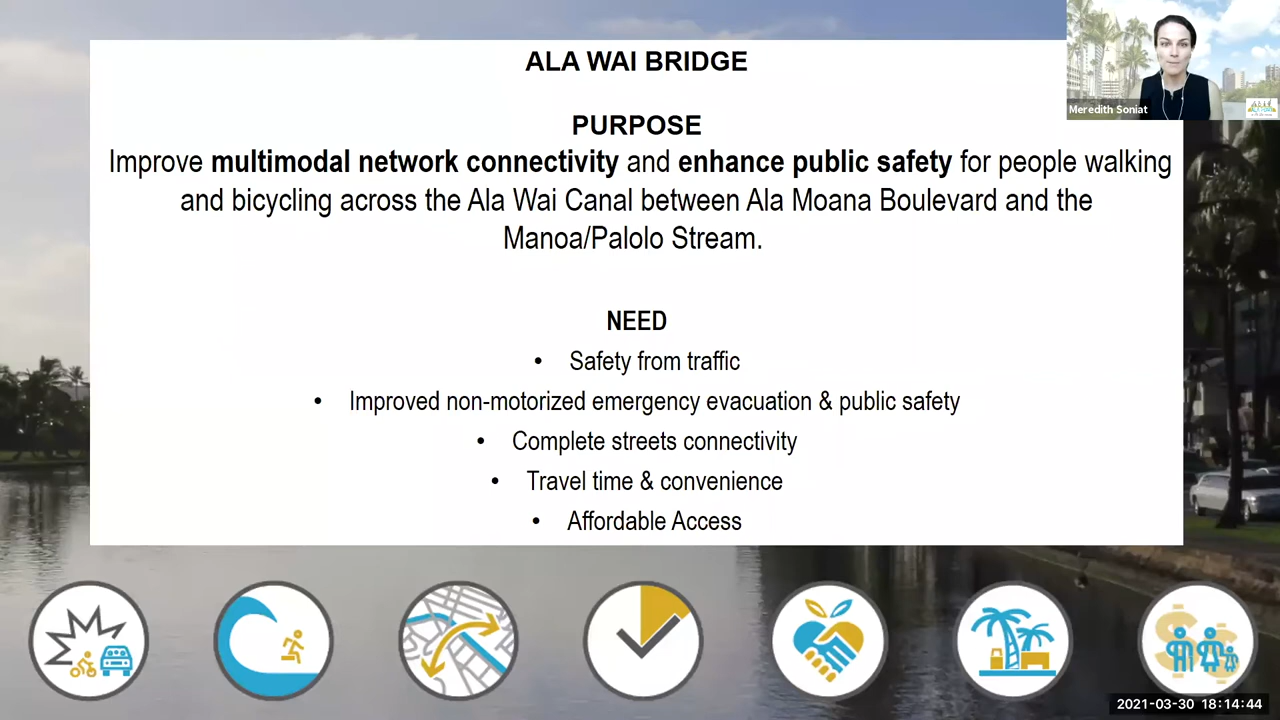 ALA WAI BRIDGE
Meredith Soniat
PURPOSE
Improve multimodal network connectivity and enhance public safety for people walking
and bicycling across the Ala Wai Canal between Ala Moana Boulevard and the
Manoa/Palolo Stream.
NEED
• Safety from traffic
• Improved non-motorized emergency evacuation & public safety
• Complete streets connectivity
• Travel time & convenience
• Affordable Access
2021-03-30 18:14:44